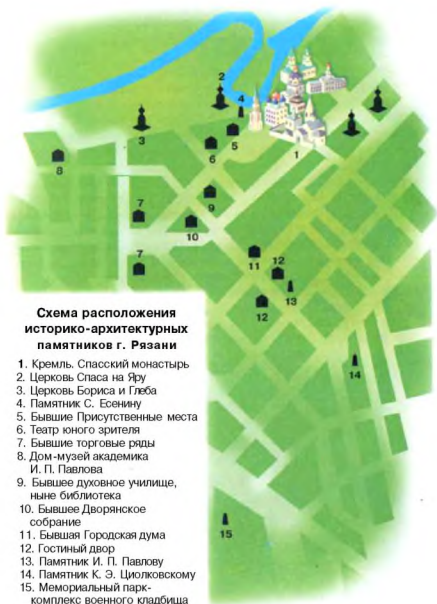 2
4
3
5
6
1
8
9
7
10
7
11
12
13
12
14
15
Схема расположения
историко-архитектурных
памятников г. Рязани
1. Кремль. Спасский монастырь
2. Церковь Спаса на Яру
3. Церковь Бориса и Глеба
4. Памятник С. Есенину
5. Бывшие Присутственные места
6. Театр юного зрителя
7. Бывшие торговые ряды
8. Дом-музей академика
И. П. Павлова
9. Бывшее духовное училище,
ныне библиотека
10. Бывшее Дворянское
собрание
11. Бывшая Городская дума
12. Гостиный двор
13. Памятник И. П. Павлову
14. Памятник К. Э. Циолковскому
15. Мемориальный парк-
комплекс военного кладбища